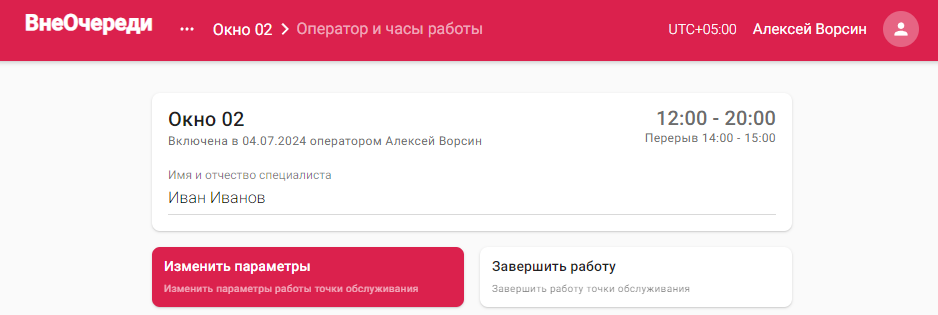 ВнеОчереди ... Окно 02 > Оператор и часы работы UTC+05:00 Алексей Ворсин
Окно 02 12:00 - 20:00
Включена в 04.07.2024 оператором Алексей Ворсин Перерыв 14:00 - 15:00
Имя и отчество специалиста
Иван Иванов
Изменить параметры Завершить работу
Изменить параметры работы точки обслуживания Завершить работу точки обслуживания